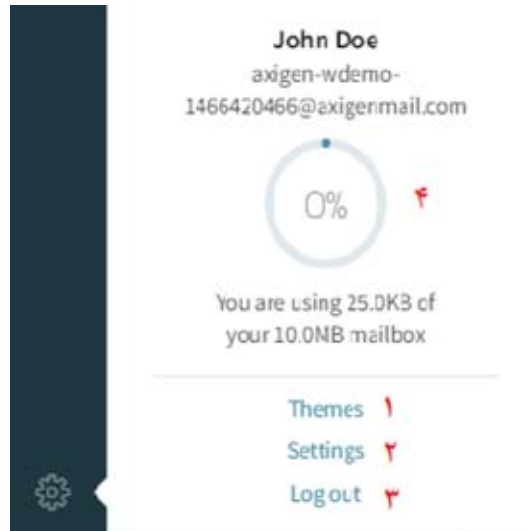 John Doe
axigen-wdemo-
1466420466@axigenmail.com
0% ۴
You are using 25.0KB of
your 10.0MB mailbox
Themes ۱
Settings ۲
Log out ۳